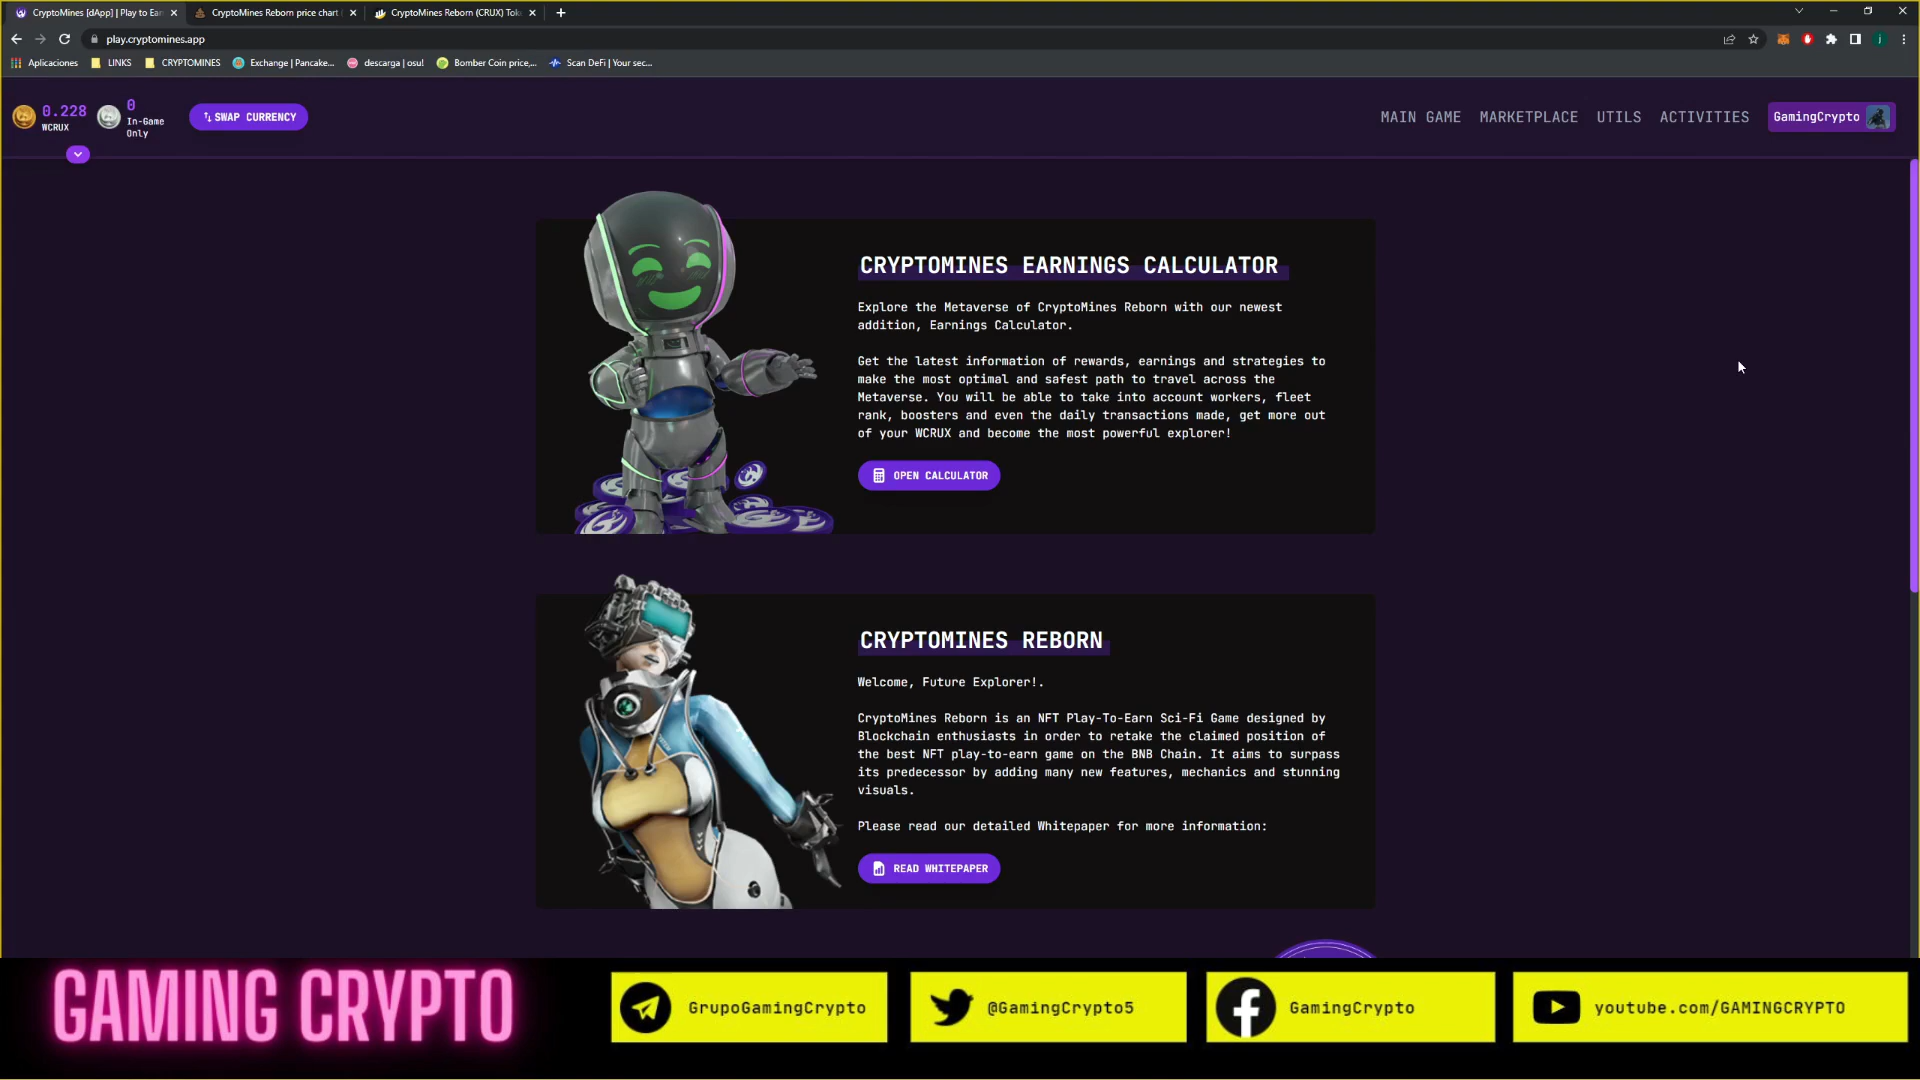 CryptoMines [dApp] | Play to Ear
CryptoMines Reborn price chart
CryptoMines Reborn (CRUX) Tok
play.cryptomines.app
Aplicaciones
LINKS
CRYPTOMINES
Exchange | Pancake...
descarga | osu!
Bomber Coin price,...
Scan DeFi | Your sec...
0.228
WCRUX
0
In-Game
Only
SWAP CURRENCY
MAIN GAME
MARKETPLACE
UTILS
ACTIVITIES
GamingCrypto
CRYPTOMINES EARNINGS CALCULATOR
Explore the Metaverse of CryptoMines Reborn with our newest
addition, Earnings Calculator.
Get the latest information of rewards, earnings and strategies to
make the most optimal and safest path to travel across the
Metaverse. You will be able to take into account workers, fleet
rank, boosters and even the daily transactions made, get more out
of your WCRUX and become the most powerful explorer!
OPEN CALCULATOR
CRYPTOMINES REBORN
Welcome, Future Explorer!.
CryptoMines Reborn is an NFT Play-To-Earn Sci-Fi Game designed by
Blockchain enthusiasts in order to retake the claimed position of
the best NFT play-to-earn game on the BNB Chain. It aims to surpass
its predecessor by adding many new features, mechanics and stunning
visuals.
Please read our detailed Whitepaper for more information:
READ WHITEPAPER
GAMING CRYPTO
GrupoGamingCrypto
@GamingCrypto5
GamingCrypto
youtube.com/GAMINGCRYPTO